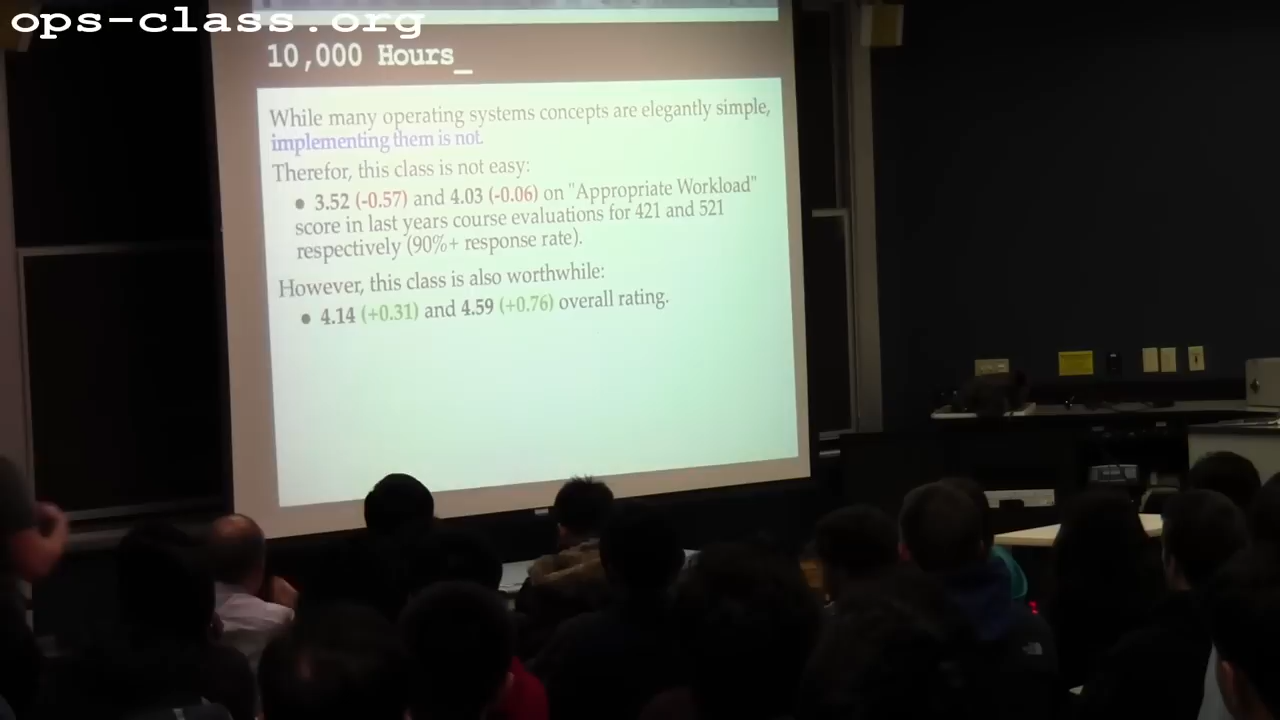 ops-class.org
10,000 Hours_
While many operating systems concepts are elegantly simple,
implementing them is not.
Therefor, this class is not easy:
• 3.52 (-0.57) and 4.03 (-0.06) on "Appropriate Workload"
score in last years course evaluations for 421 and 521
respectively (90%+ response rate).
However, this class is also worthwhile:
• 4.14 (+0.31) and 4.59 (+0.76) overall rating.